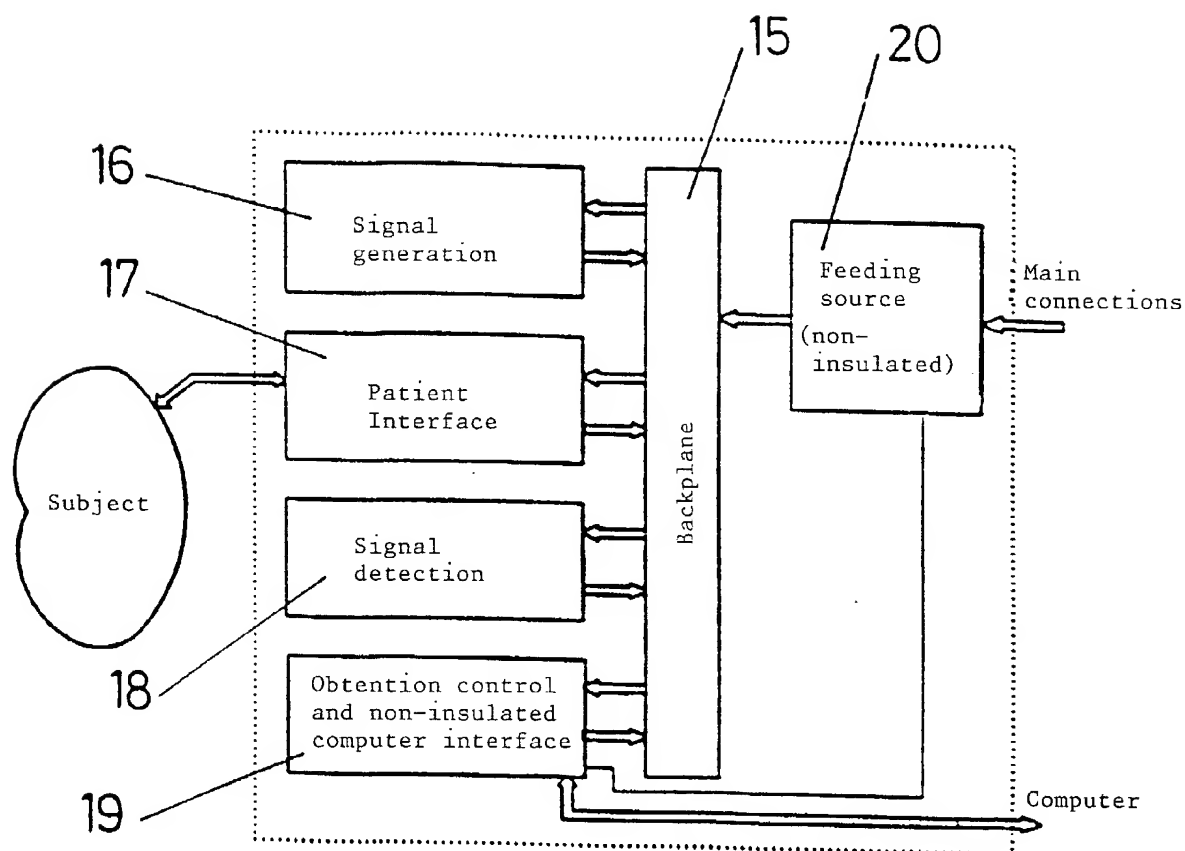 15
20
16
Signal
generation
17
Patient
Interface
Subject
Signal
detection
18
Obtention control
and non-insulated
computer interface
19
Backplane
Feeding
source
(non-
insulated)
Main
connections
Computer